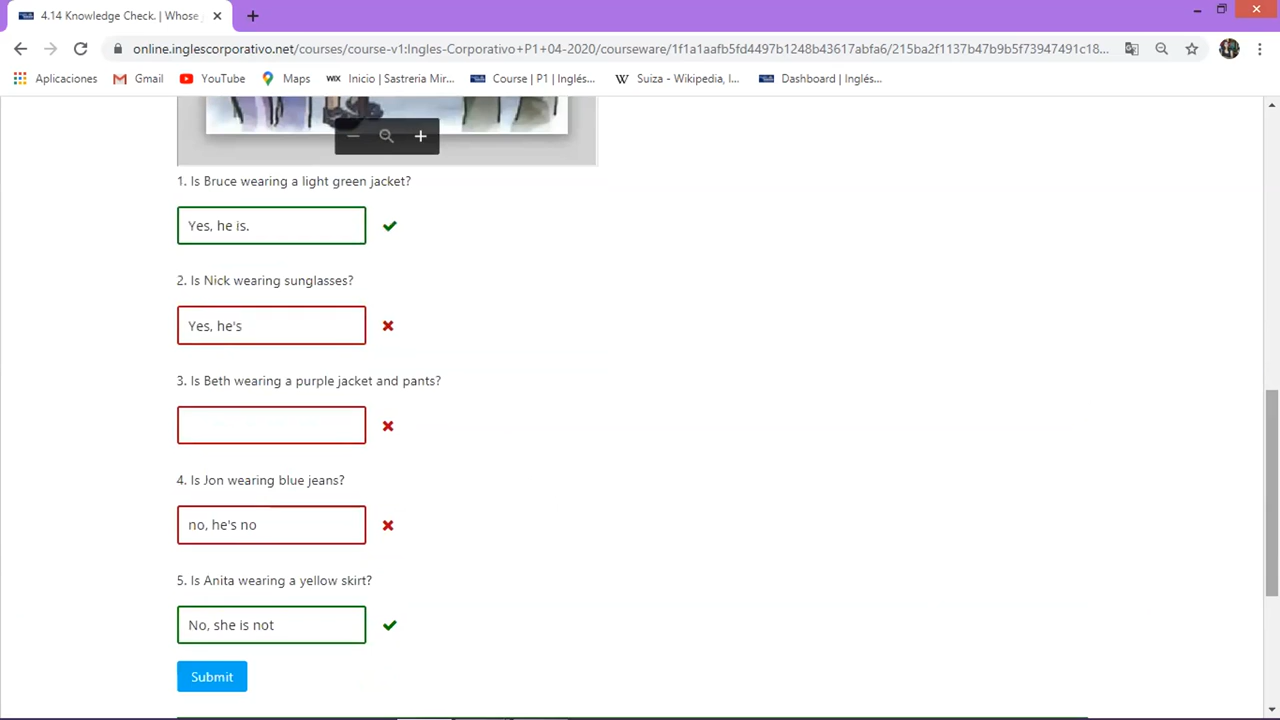 4.14 Knowledge Check. | Whose
online.inglescorporativo.net/courses/course-v1:Ingles-Corporativo+P1+04-2020/courseware/1f1a1aafb5fd4497b1248b43617abfa6/215ba2f1137b47b9b5f73947491c18...
Aplicaciones Gmail YouTube Maps WIX Inicio | Sastreria Mir... Course | P1 | Inglés... W Suiza - Wikipedia, l... Dashboard | Inglés...
1. Is Bruce wearing a light green jacket?
Yes, he is.
2. Is Nick wearing sunglasses?
Yes, he's
3. Is Beth wearing a purple jacket and pants?
4. Is Jon wearing blue jeans?
no, he's no
5. Is Anita wearing a yellow skirt?
No, she is not
Submit